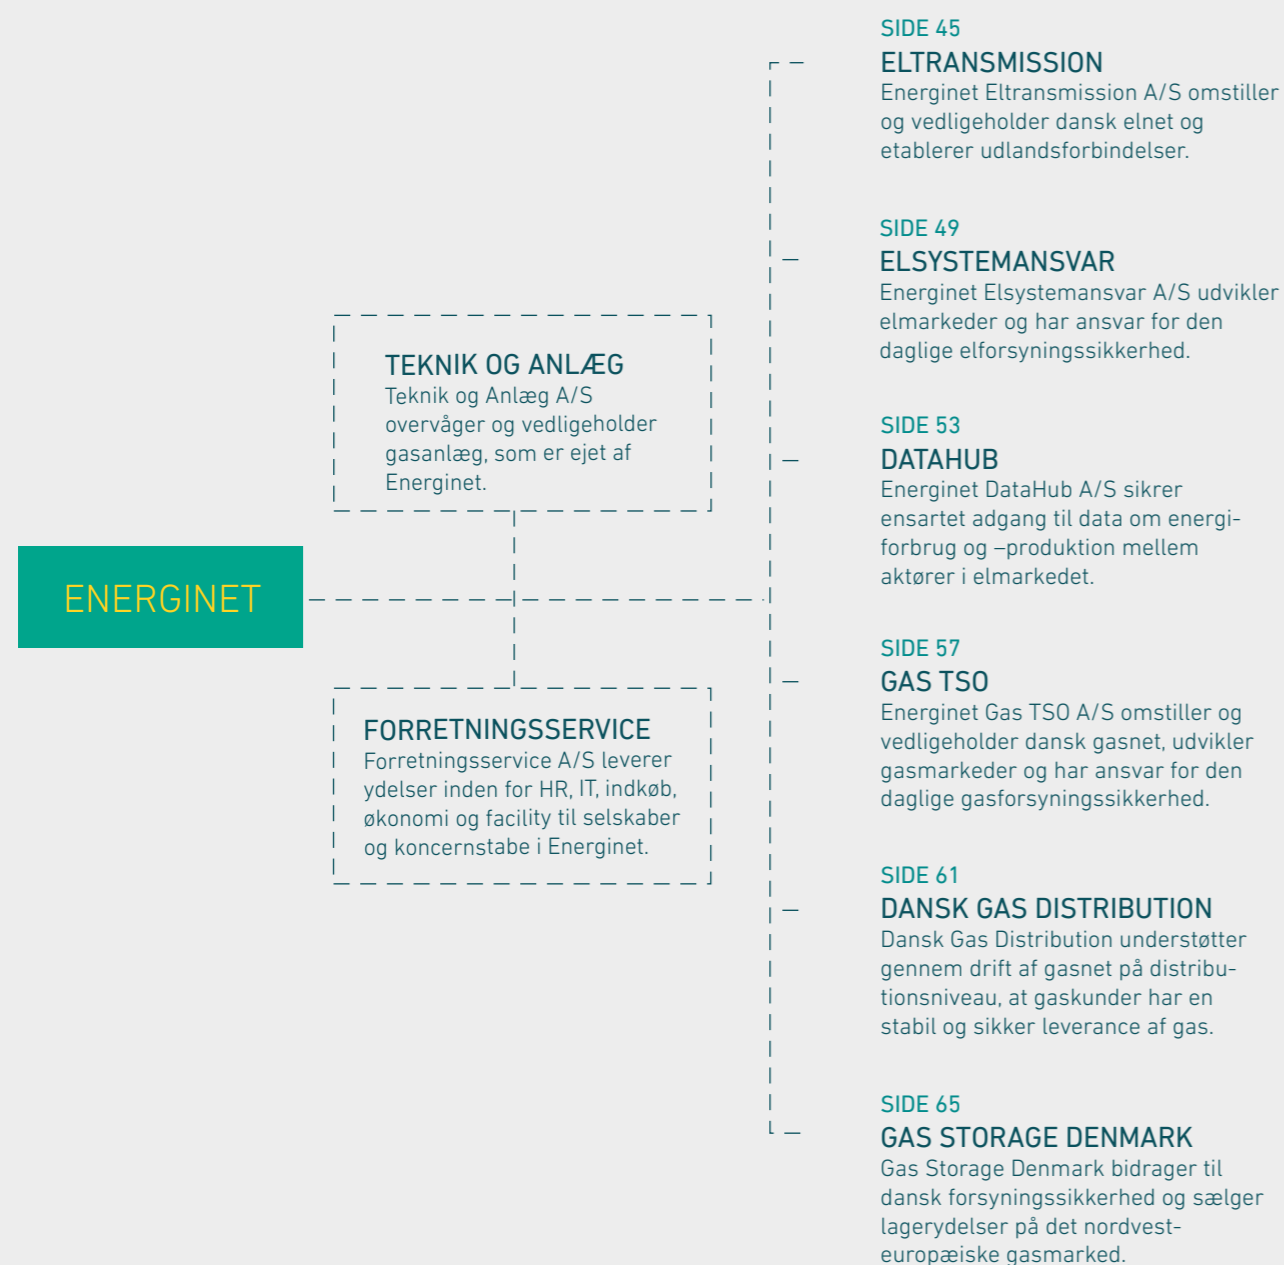 ENERGINET
TEKNIK OG ANLÆG
Teknik og Anlæg A/S
overvåger og vedligeholder
gasanlæg, som er ejet af
Energinet.
FORRETNINGSSERVICE
Forretningsservice A/S leverer
ydelser inden for HR, IT, indkøb,
økonomi og facility til selskaber
og koncernstabe i Energinet.
SIDE 45
ELTRANSMISSION
Energinet Eltransmission A/S omstiller
og vedligeholder dansk elnet og
etablerer udlandsforbindelser.
SIDE 49
ELSYSTEMANSVAR
Energinet Elsystemansvar A/S udvikler
elmarkeder og har ansvar for den
daglige elforsyningssikkerhed.
SIDE 53
DATAHUB
Energinet DataHub A/S sikrer
ensartet adgang til data om energi-
forbrug og –produktion mellem
aktører i elmarkedet.
SIDE 57
GAS TSO
Energinet Gas TSO A/S omstiller og
vedligeholder dansk gasnet, udvikler
gasmarkeder og har ansvar for den
daglige gasforsyningssikkerhed.
SIDE 61
DANSK GAS DISTRIBUTION
Dansk Gas Distribution understøtter
gennem drift af gasnet på distribu-
tionsniveau, at gaskunder har en
stabil og sikker leverance af gas.
SIDE 65
GAS STORAGE DENMARK
Gas Storage Denmark bidrager til
dansk forsyningssikkerhed og sælger
lagerydelser på det nordvest-
europæiske gasmarked.